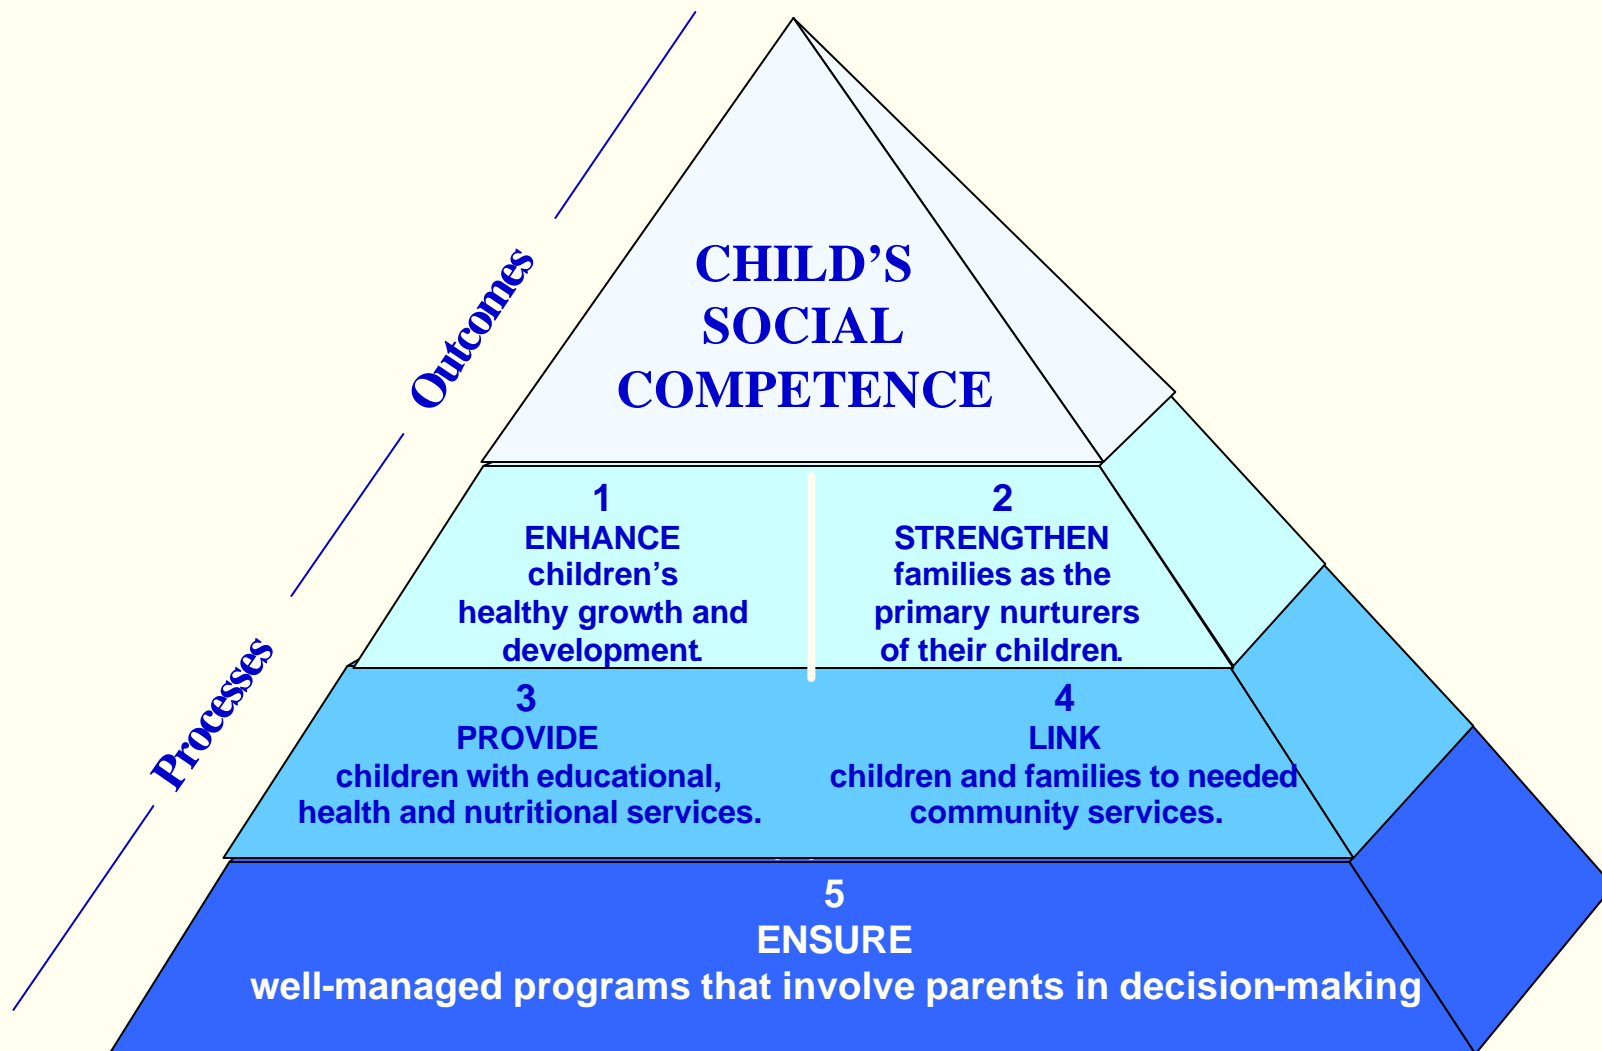 Outcomes
Processes
CHILD’S
SOCIAL
COMPETENCE
1
ENHANCE
children’s
healthy growth and
development.
2
STRENGTHEN
families as the
primary nurturers
of their children.
3
PROVIDE
children with educational,
health and nutritional services.
4
LINK
children and families to needed
community services.
5
ENSURE
well-managed programs that involve parents in decision-making